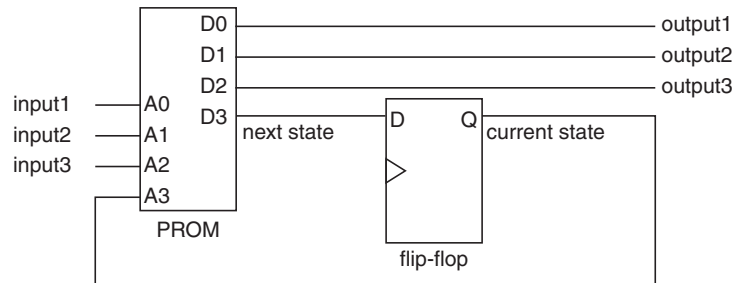 D0 output1
D1 output2
D2 output3
input1 A0 D3 next state D Q current state
input2 A1
input3 A2
A3
PROM
flip-flop